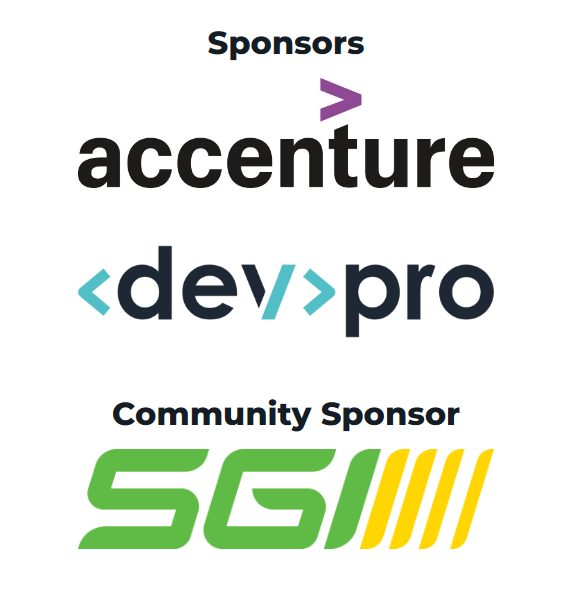 Sponsors
>
accenture
<dev/>pro
Community Sponsor
SGI